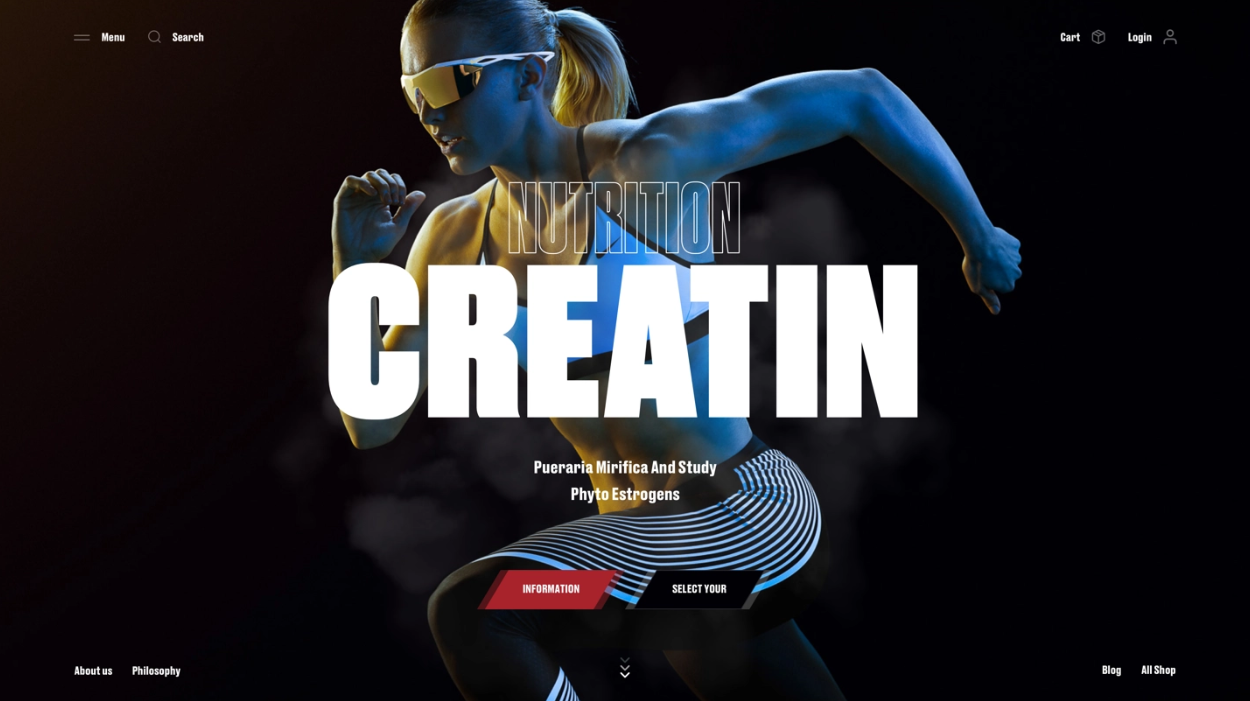 Menu Search Cart Login
NUTRITION
CREATIN
Pueraria Mirifica And Study
Phyto Estrogens
INFORMATION SELECT YOUR
About us Philosophy Blog All Shop